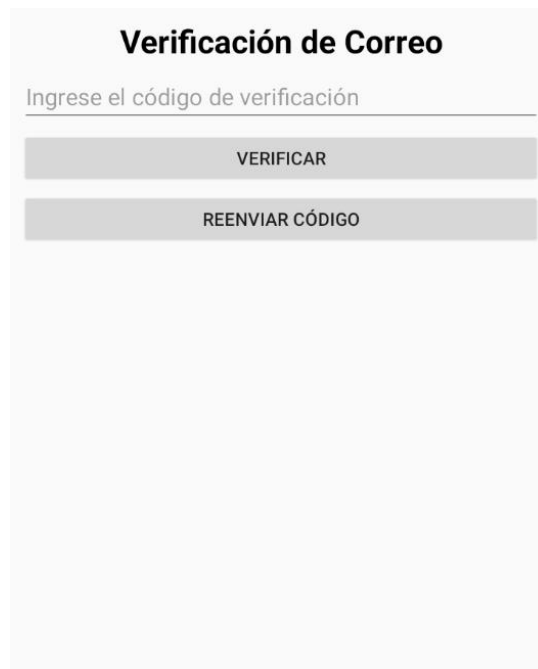 Verificación de Correo
Ingrese el código de verificación
VERIFICAR
REENVIAR CÓDIGO